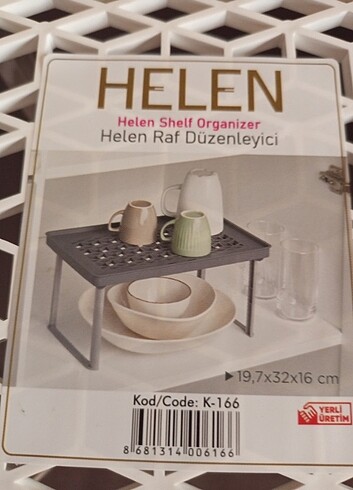 HELEN
Helen Shelf Organizer
Helen Raf Düzenleyici
▸19,7x32x16 cm
Kod/Code: K-166
YERLİ
ÜRETİM
8 681314 006166